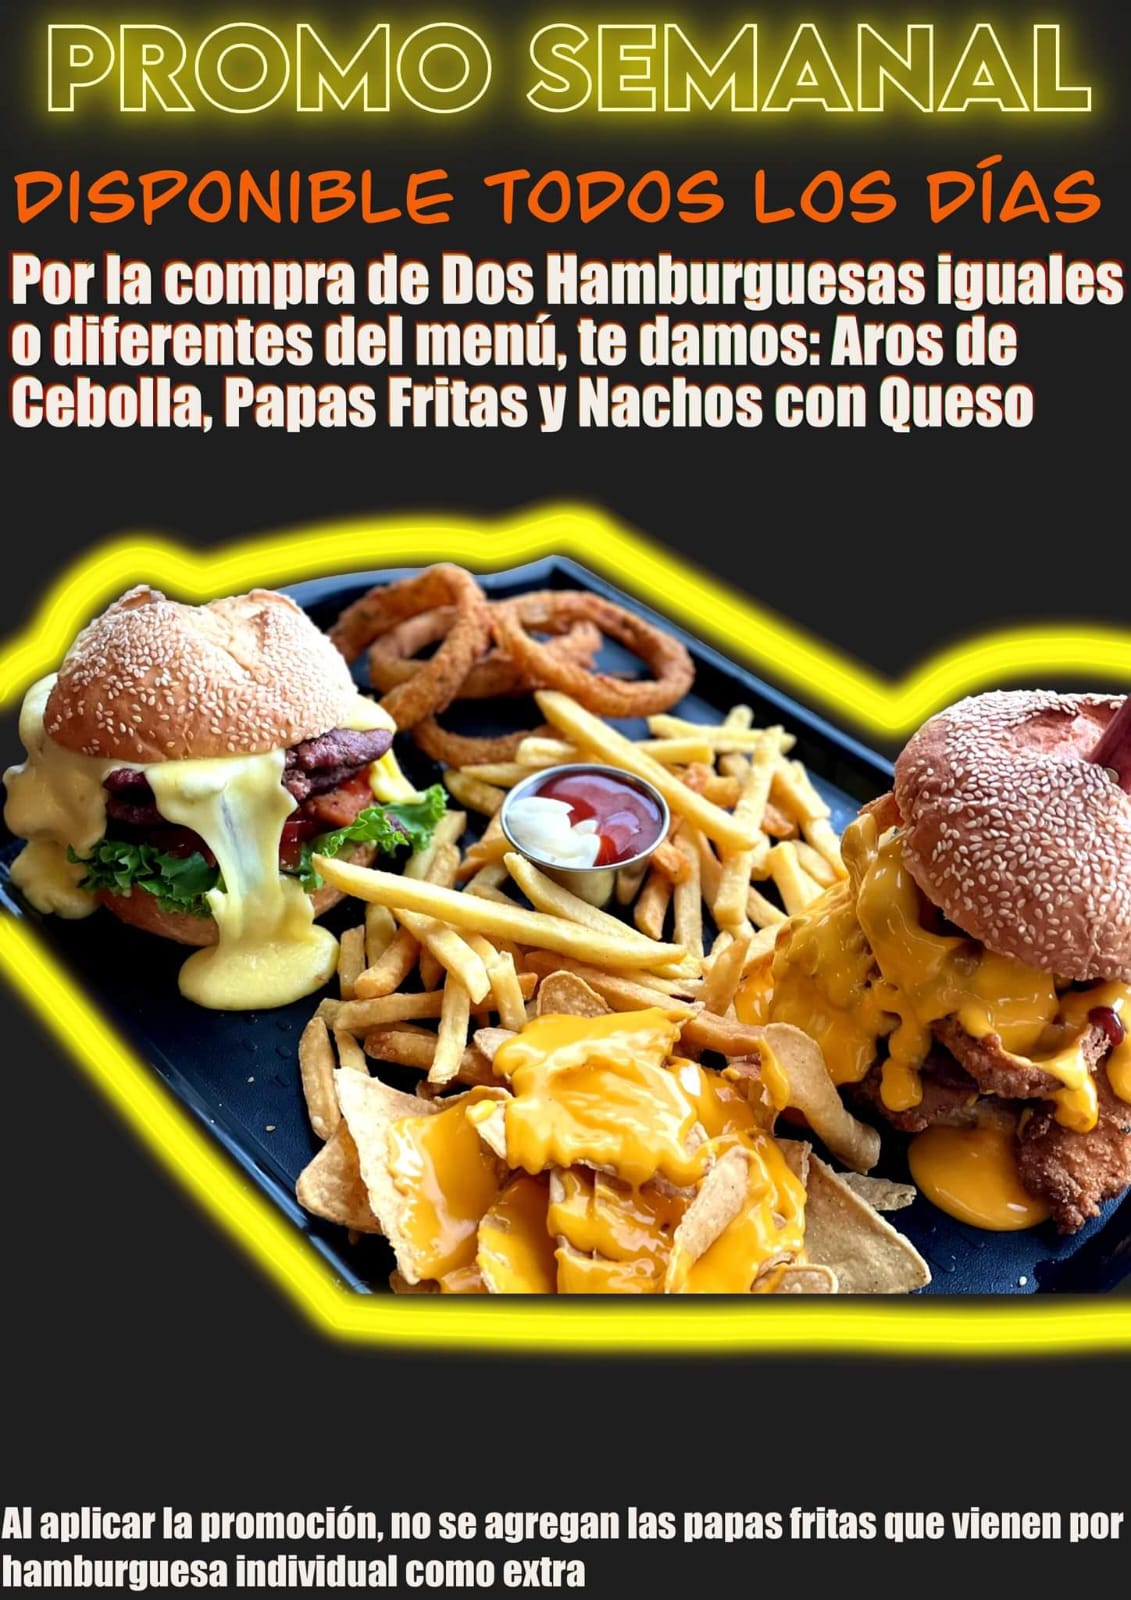 PROMO SEMANAL
DISPONIBLE TODOS LOS DÍAS
Por la compra de Dos Hamburguesas iguales
o diferentes del menú, te damos: Aros de
Cebolla, Papas Fritas y Nachos con Queso
Al aplicar la promoción, no se agregan las papas fritas que vienen por
hamburguesa individual como extra